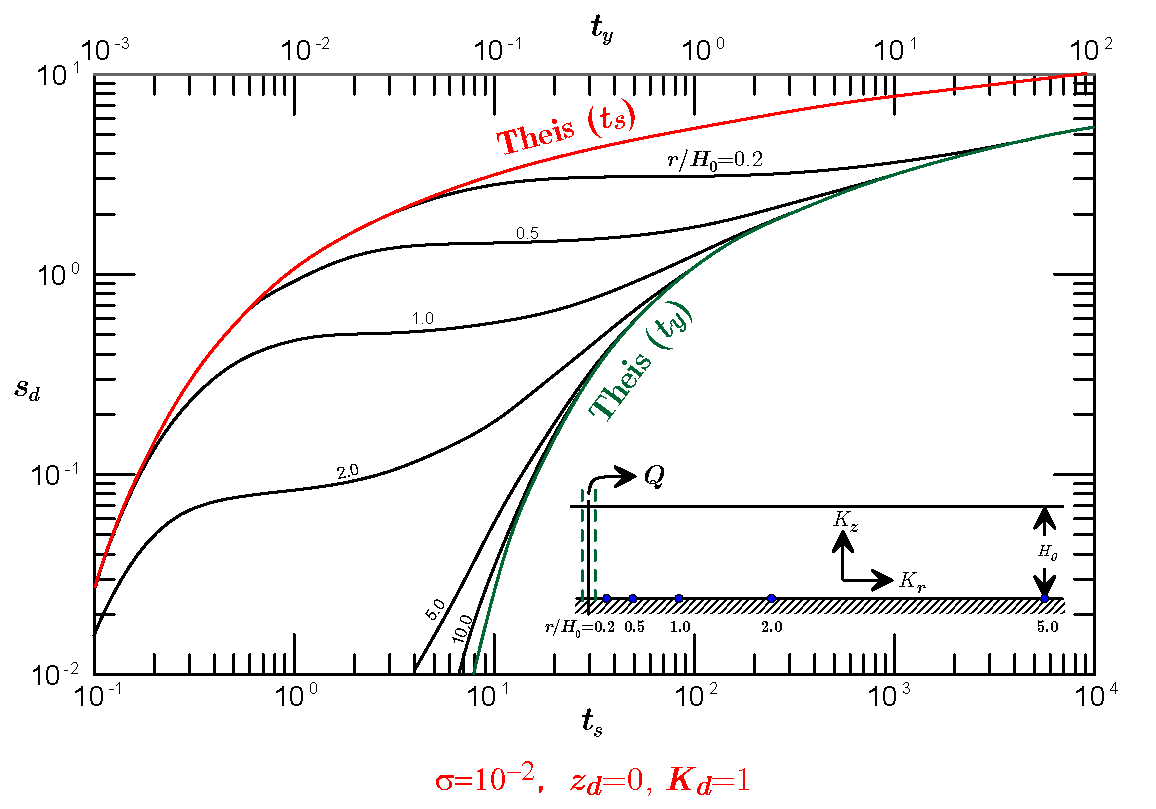 t_y
10^-3 10^-2 10^-1 10^0 10^1 10^2
10^1
Theis (t_s)
r/H_0=0.2
0.5
10^0
1.0
Theis (t_y)
s_d
10^-1
2.0
Q
K_z
H_0
K_r
5.0
10.0
r/H_0=0.2 0.5 1.0 2.0 5.0
10^-2
10^-1 10^0 10^1 10^2 10^3 10^4
t_s
σ=10^-2, z_d=0, K_d=1